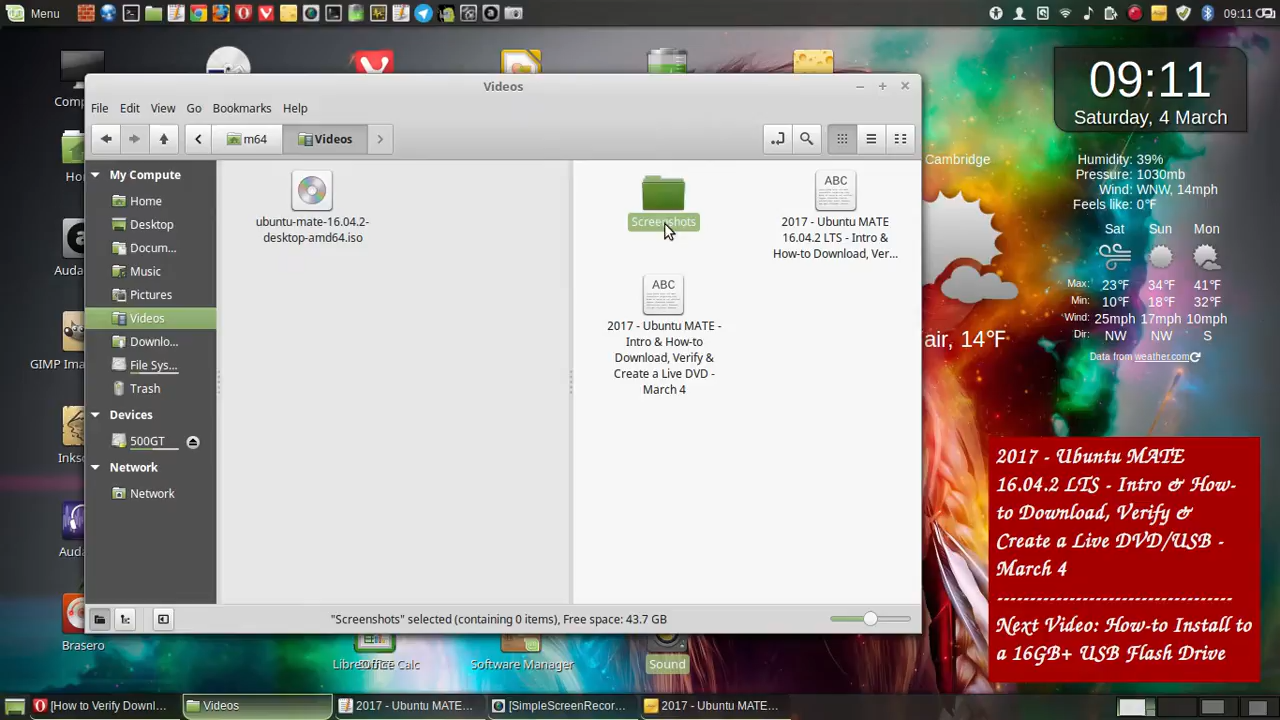 Menu
09:11
09:11
Saturday, 4 March
Videos
File Edit View Go Bookmarks Help
m64 Videos
My Compute
Home
Desktop
Docum...
Music
Pictures
Videos
Downlo...
File Sys...
Trash
Devices
500GT
Network
Network
ubuntu-mate-16.04.2-
desktop-amd64.iso
Screenshots
ABC
2017 - Ubuntu MATE
16.04.2 LTS - Intro &
How-to Download, Ver...
ABC
2017 - Ubuntu MATE -
Intro & How-to
Download, Verify &
Create a Live DVD -
March 4
"Screenshots" selected (containing 0 items), Free space: 43.7 GB
Comp
Ho
Auda
GIMP Ima
Inks
Auda
Brasero
LibreOffice Calc
Software Manager
Sound
Cambridge
Humidity: 39%
Pressure: 1030mb
Wind: WNW, 14mph
Feels like: 0°F
Sat Sun Mon
Max: 23°F 34°F 41°F
Min: 10°F 18°F 32°F
Wind: 25mph 17mph 10mph
Dir: NW NW S
air, 14°F
Data from weather.com
2017 - Ubuntu MATE
16.04.2 LTS - Intro & How-
to Download, Verify &
Create a Live DVD/USB -
March 4
---------------------------------
Next Video: How-to Install to
a 16GB+ USB Flash Drive
[How to Verify Downl...
Videos
2017 - Ubuntu MATE...
[SimpleScreenRecor...
2017 - Ubuntu MATE...